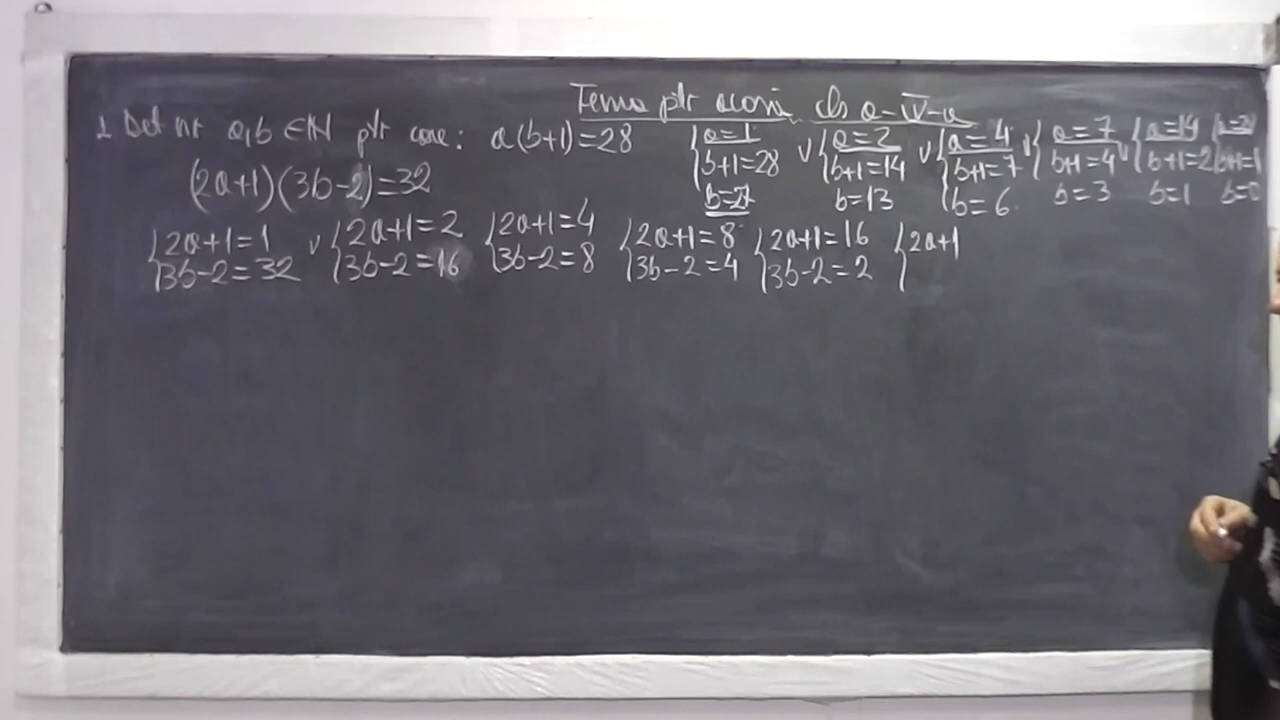 Tema ptr acasă cls a-IV-a
1 Det nr a,b ∈ℕ ptr care: a(b+1)=28 {a=1 ∨ {a=2 ∨ {a=4 ∨ {a=7 ∨ {a=14 {a=28
b+1=28 b+1=14 b+1=7 b+1=4 b+1=2 b+1=1
b=27 b=13 b=6 b=3 b=1 b=0
(2a+1)(3b-2)=32
{2a+1=1 ∨ {2a+1=2 {2a+1=4 {2a+1=8 {2a+1=16 {2a+1
3b-2=32 3b-2=16 3b-2=8 3b-2=4 3b-2=2